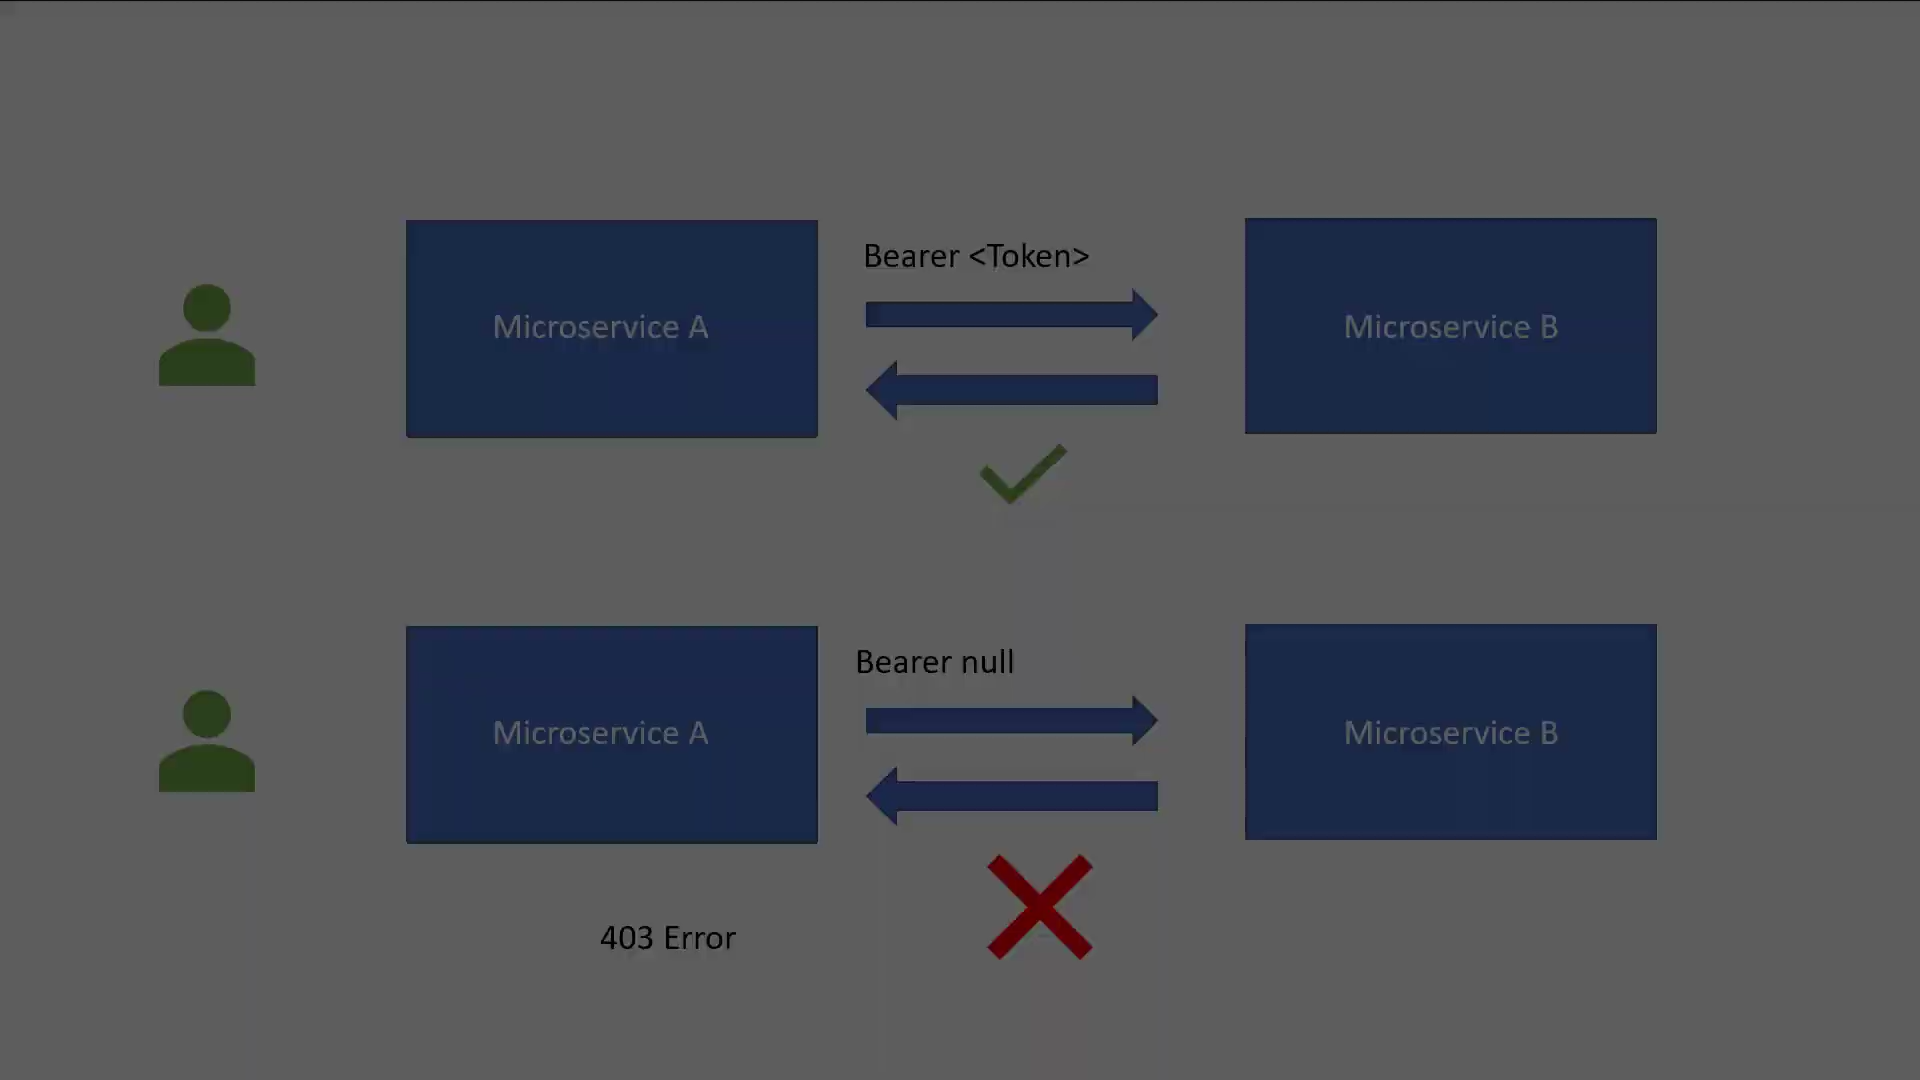 Bearer <Token>
Microservice A
Microservice B
Bearer null
Microservice A
Microservice B
403 Error